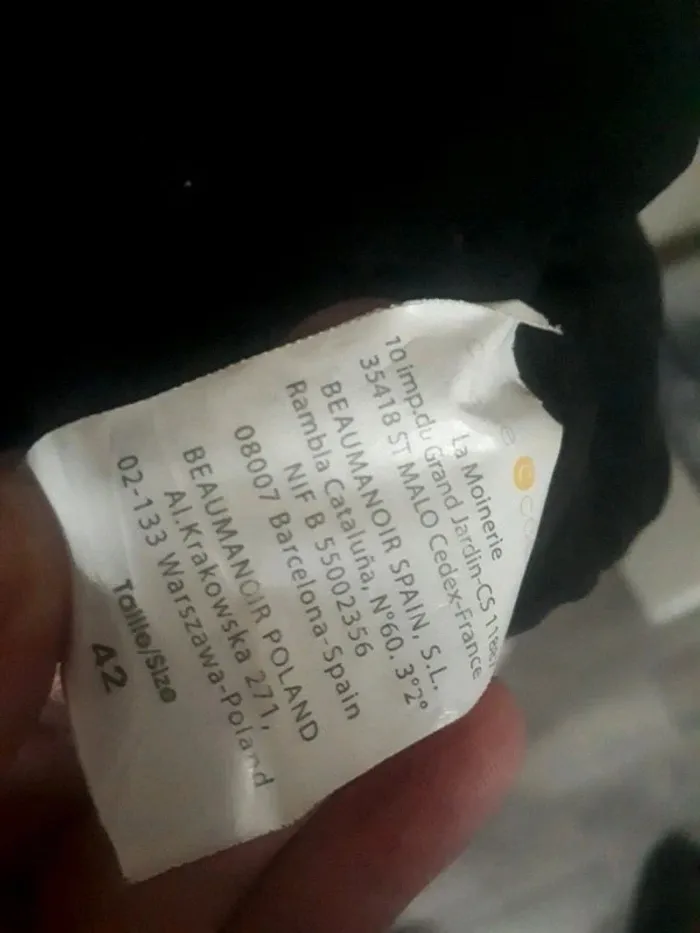 La Moinerie
10 imp.du Grand Jardin-CS
35418 ST MALO Cedex-France
BEAUMANOIR SPAIN, S.L.
Rambla Cataluña, N°60. 3°2°
NIF B 55002356
08007 Barcelona-Spain
BEAUMANOIR POLAND
Al.Krakowska 271,
02-133 Warszawa-Poland
Taille/Size
42